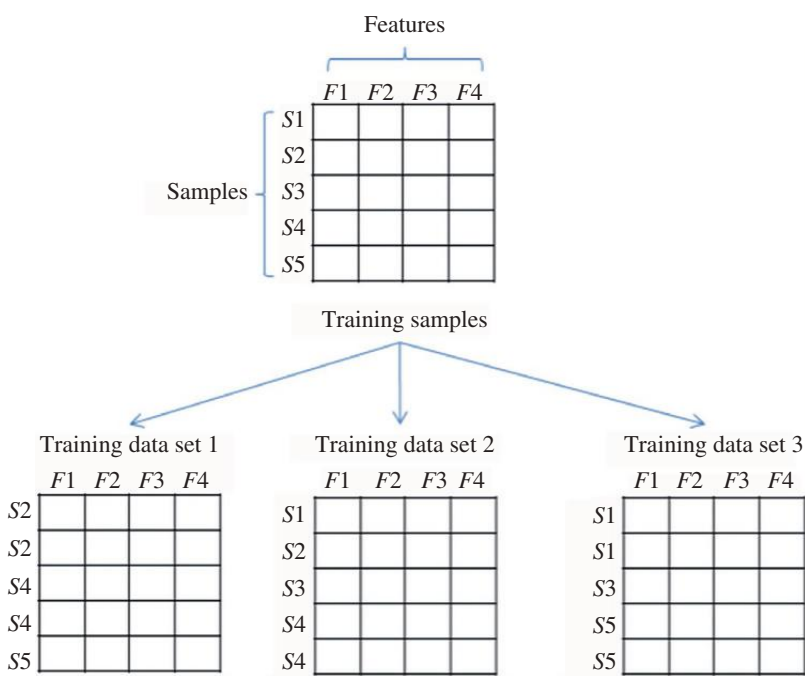 Features
F1 F2 F3 F4
S1
S2
Samples
S3
S4
S5
Training samples
Training data set 1
F1 F2 F3 F4
S2
S2
S4
S4
S5
Training data set 2
F1 F2 F3 F4
S1
S2
S3
S4
S4
Training data set 3
F1 F2 F3 F4
S1
S1
S3
S5
S5